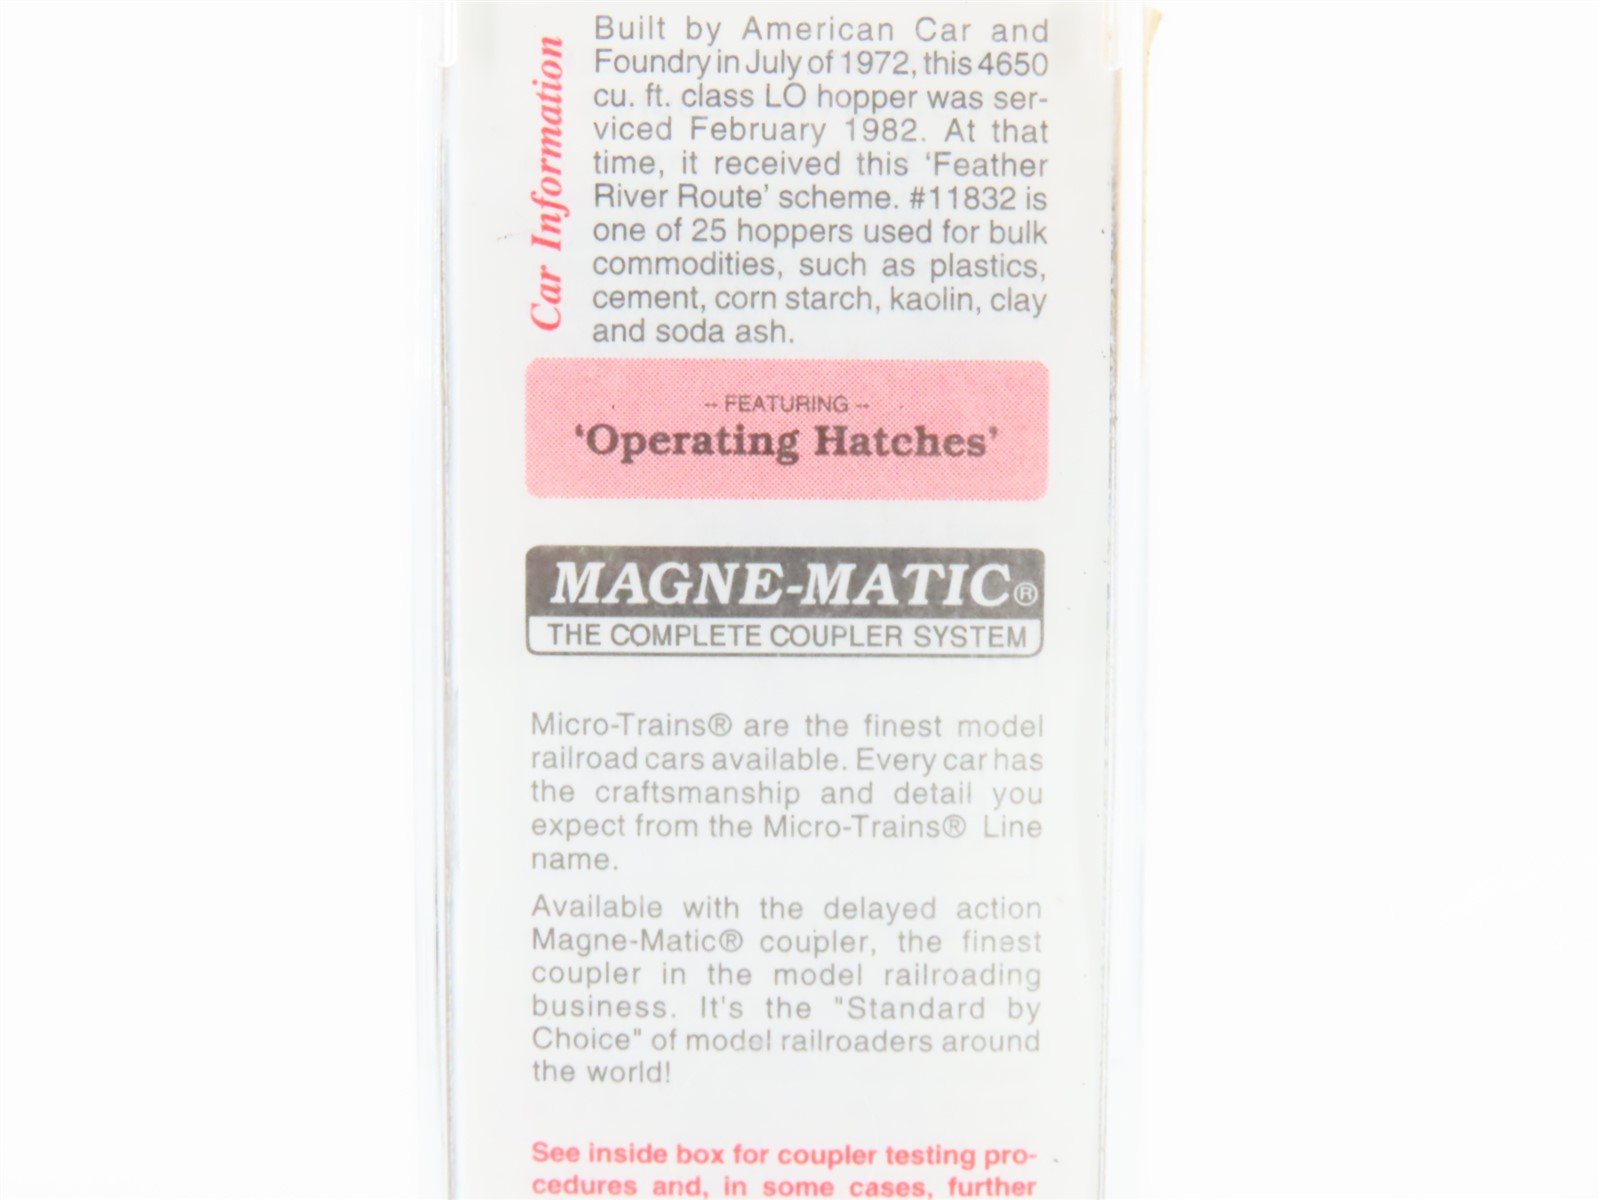 Car Information
Built by American Car and
Foundry in July of 1972, this 4650
cu. ft. class LO hopper was ser-
viced February 1982. At that
time, it received this ‘Feather
River Route’ scheme. #11832 is
one of 25 hoppers used for bulk
commodities, such as plastics,
cement, corn starch, kaolin, clay
and soda ash.
-- FEATURING --
‘Operating Hatches’
MAGNE-MATIC®
THE COMPLETE COUPLER SYSTEM
Micro-Trains® are the finest model
railroad cars available. Every car has
the craftsmanship and detail you
expect from the Micro-Trains® Line
name.
Available with the delayed action
Magne-Matic® coupler, the finest
coupler in the model railroading
business. It's the "Standard by
Choice" of model railroaders around
the world!
See inside box for coupler testing pro-
cedures and, in some cases, further